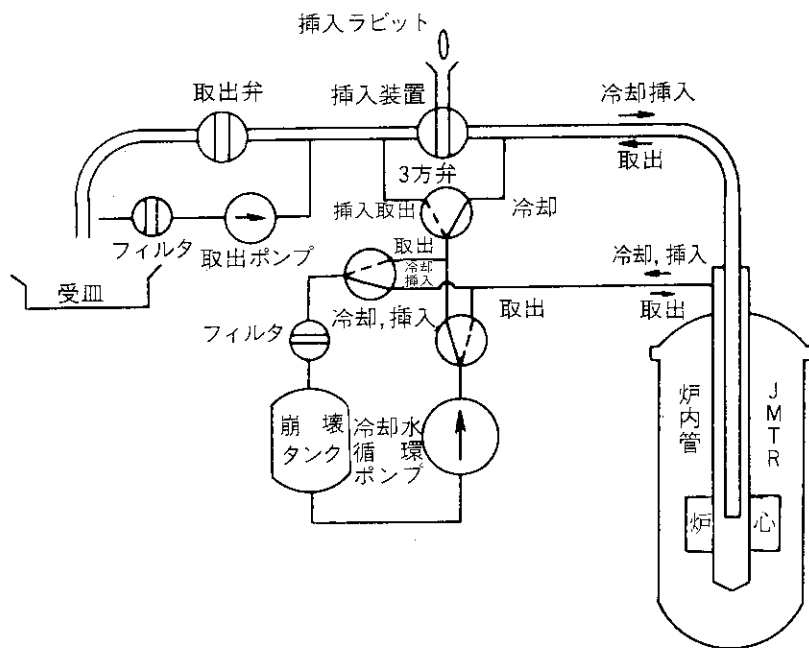 挿入ラビット
取出弁
挿入装置
冷却挿入
取出
3方弁
挿入取出
冷却
フィルタ
取出ポンプ
受皿
取出
冷却
挿入
冷却,挿入
取出
フィルタ
冷却,挿入
取出
崩壊
タンク
冷却水
循環
ポンプ
炉内管
JMTR
炉心